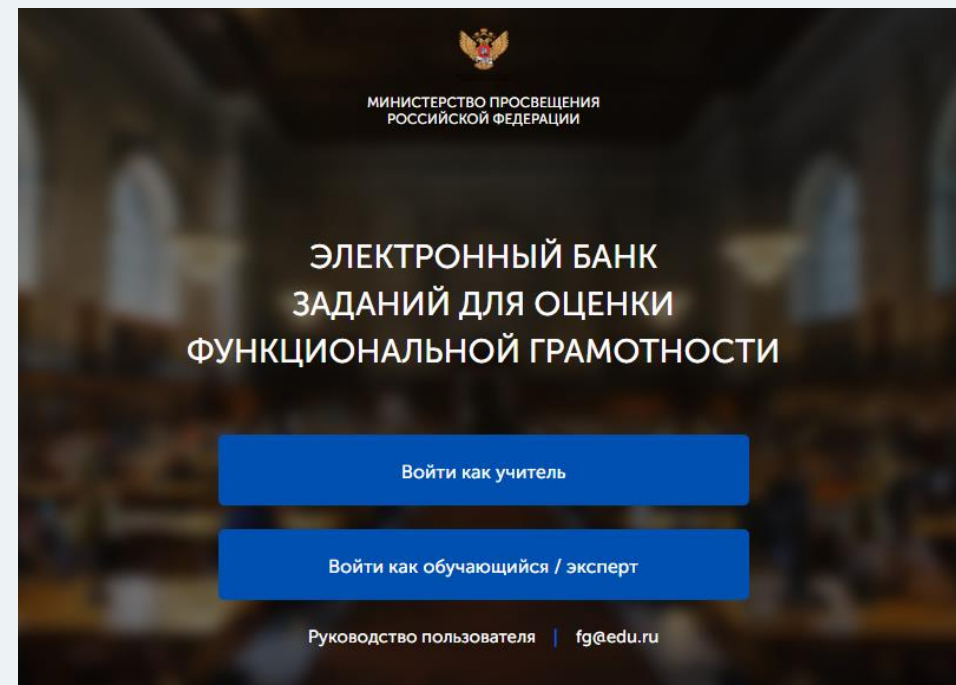 МИНИСТЕРСТВО ПРОСВЕЩЕНИЯ
РОССИЙСКОЙ ФЕДЕРАЦИИ
ЭЛЕКТРОННЫЙ БАНК
ЗАДАНИЙ ДЛЯ ОЦЕНКИ
ФУНКЦИОНАЛЬНОЙ ГРАМОТНОСТИ
Войти как учитель
Войти как обучающийся / эксперт
Руководство пользователя | fg@edu.ru